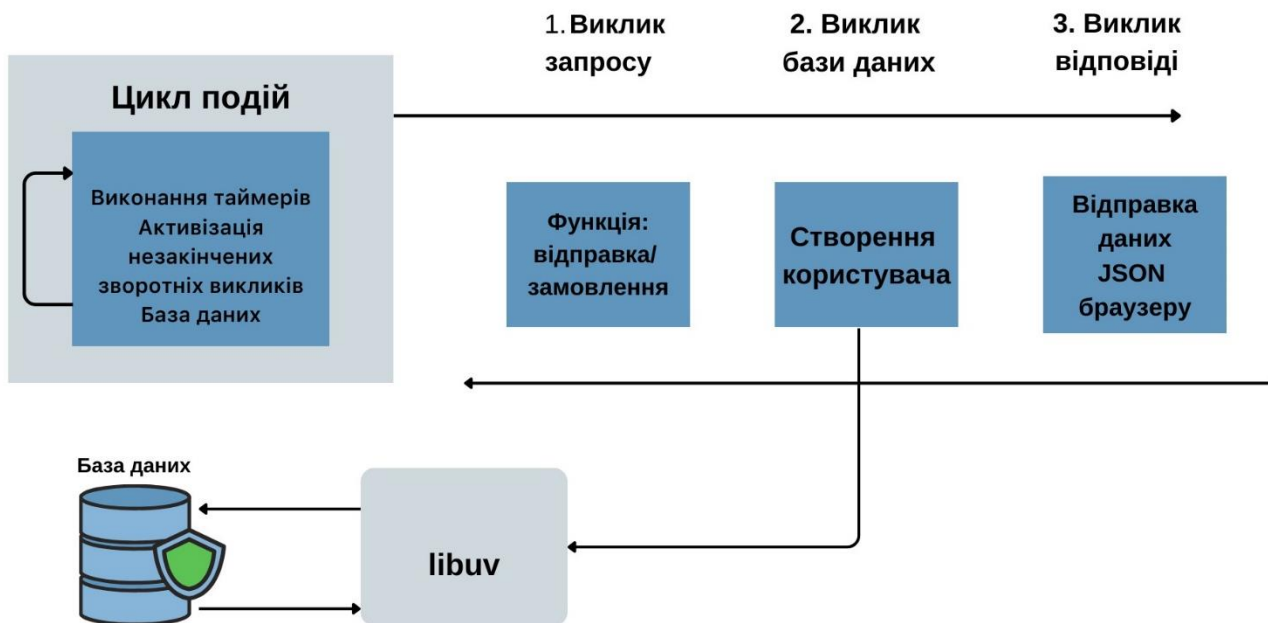 1. Виклик
запросу
2. Виклик
бази даних
3. Виклик
відповіді
Цикл подій
Виконання таймерів
Активізація
незакінчених
зворотніх викликів
База даних
Функція:
відправка/
замовлення
Створення
користувача
Відправка
даних
JSON
браузеру
База даних
libuv